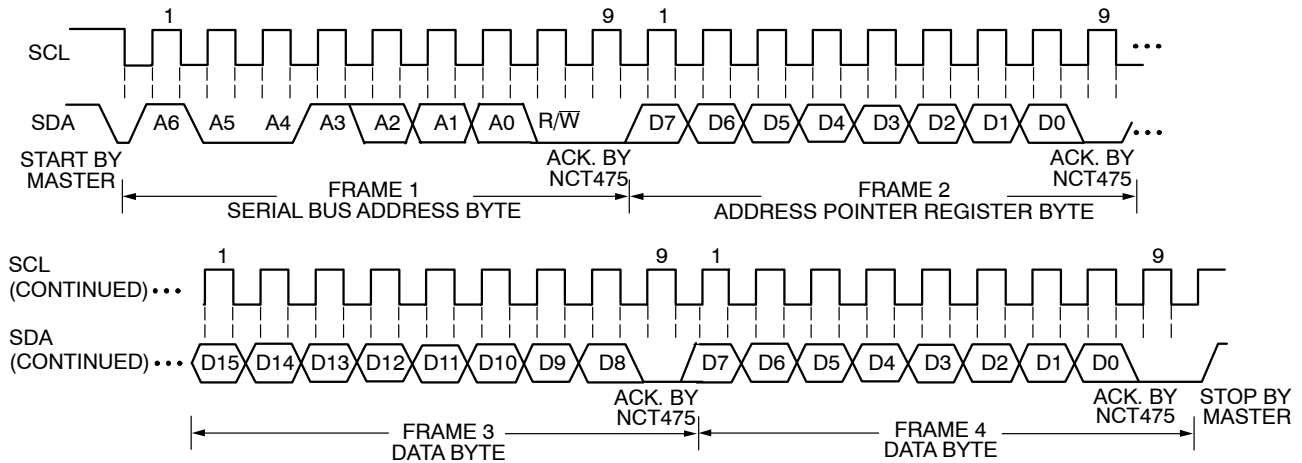 1 9 1 9
SCL
SDA A6 A5 A4 A3 A2 A1 A0 R/W̅ D7 D6 D5 D4 D3 D2 D1 D0
START BY
MASTER
ACK. BY
NCT475
ACK. BY
NCT475
FRAME 1
SERIAL BUS ADDRESS BYTE
FRAME 2
ADDRESS POINTER REGISTER BYTE
1 9 1 9
SCL
(CONTINUED)
SDA
(CONTINUED)
D15 D14 D13 D12 D11 D10 D9 D8 D7 D6 D5 D4 D3 D2 D1 D0
ACK. BY
NCT475
ACK. BY
NCT475
STOP BY
MASTER
FRAME 3
DATA BYTE
FRAME 4
DATA BYTE